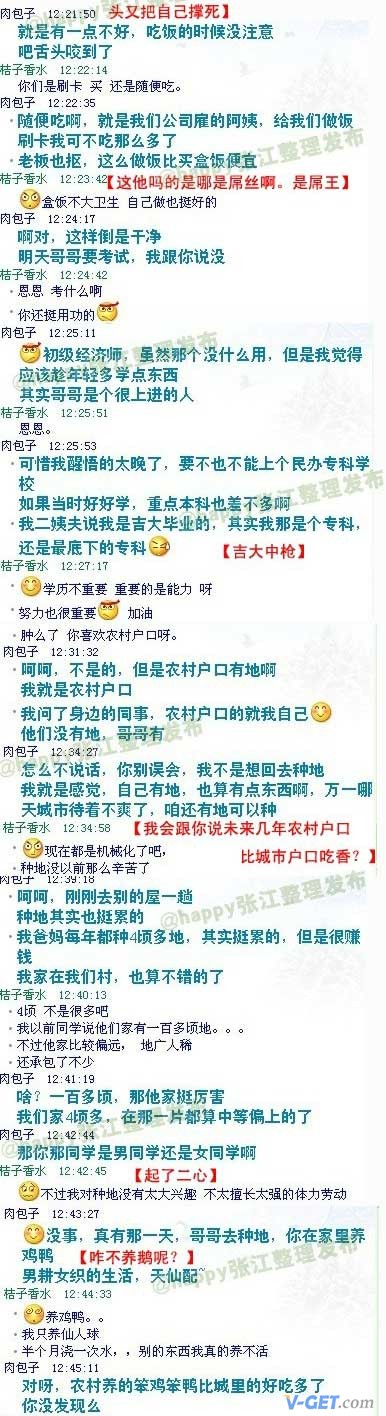 肉包子 12:21:50 头又把自己撑死】
就是有一点不好，吃饭的时候没注意
吧舌头咬到了
桔子香水 12:22:14
你们是刷卡 买 还是随便吃。
肉包子 12:22:35
随便吃啊，就是我们公司雇的阿姨，给我们做饭
刷卡我可不吃那么多了
老板也抠，这么做饭比买盒饭便宜
桔子香水 12:23:42 【这他吗的是哪是屌丝啊。是屌王】
盒饭不大卫生 自己做也挺好的
肉包子 12:24:17
啊对，这样倒是干净
明天哥哥要考试，我跟你说没
桔子香水 12:24:42
恩恩 考什么啊
你还挺用功的
肉包子 12:25:11
初级经济师，虽然那个没什么用，但是我觉得
应该趁年轻多学点东西
其实哥哥是个很上进的人
桔子香水 12:25:51
恩恩。
肉包子 12:25:53
可惜我醒悟的太晚了，要不也不能上个民办专科学
校
如果当时好好学，重点本科也差不多啊
我二姨夫说我是吉大毕业的，其实我那是个专科，
还是最底下的专科 【吉大中枪】
桔子香水 12:27:17
学历不重要 重要的是能力 呀
努力也很重要 加油
肿么了 你喜欢农村户口呀。
肉包子 12:31:32
呵呵，不是的，但是农村户口有地啊
我就是农村户口
我问了身边的同事，农村户口的就我自己
他们没有地，哥哥有
肉包子 12:34:27
怎么不说话，你别误会，我不是想回去种地
我就是感觉，自己有地，也算有点东西啊，万一哪
天城市待着不爽了，咱还有地可以种
桔子香水 12:34:58 【我会跟你说未来几年农村户口
现在都是机械化了吧， 比城市户口吃香？】
种地没以前那么辛苦了
肉包子 12:39:18
呵呵，刚刚去别的屋一趟
种地其实也挺累的
我爸妈每年都种4顷多地，其实挺累的，但是很赚
钱
我家在我们村，也算不错的了
桔子香水 12:40:13
4顷 不是很多吧
我以前同学说他们家有一百多顷地。。。
不过他家比较偏远， 地广人稀
还承包了不少
肉包子 12:41:19
啥？一百多顷，那他家挺厉害
我们家4顷多，在那一片都算中等偏上的了
肉包子 12:42:44
那你那同学是男同学还是女同学啊
桔子香水 12:42:45 【起了二心】
不过我对种地没有太大兴趣 不太擅长太强的体力劳动
肉包子 12:43:27
没事，真有那一天，哥哥去种地，你在家里养
鸡鸭 【咋不养鹅呢？】
男耕女织的生活，天仙配~
桔子香水 12:44:33
养鸡鸭。。
我只养仙人球
半个月浇一次水，，别的东西我真的养不活
肉包子 12:45:11
对呀，农村养的笨鸡笨鸭比城里的好吃多了
你没发现么
@happy张江整理发布
V-GET.com